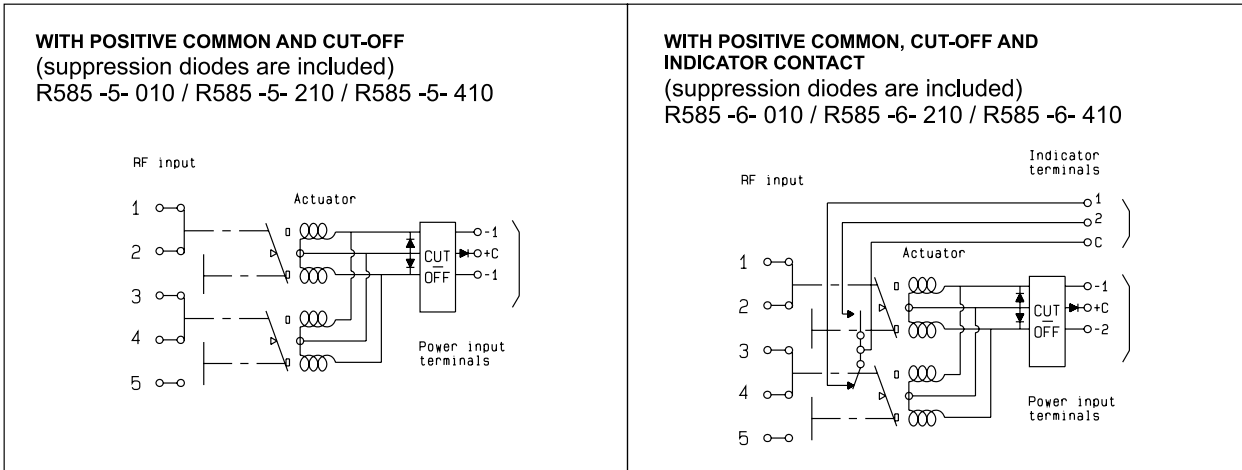 WITH POSITIVE COMMON AND CUT-OFF
(suppression diodes are included)
R585 -5- 010 / R585 -5- 210 / R585 -5- 410
RF input
Actuator
1
2
3
4
5
CUT
OFF
-1
+C
-1
Power input
terminals
WITH POSITIVE COMMON, CUT-OFF AND
INDICATOR CONTACT
(suppression diodes are included)
R585 -6- 010 / R585 -6- 210 / R585 -6- 410
Indicator
terminals
RF input
1
2
C
Actuator
1
2
3
4
5
CUT
OFF
-1
+C
-2
Power input
terminals